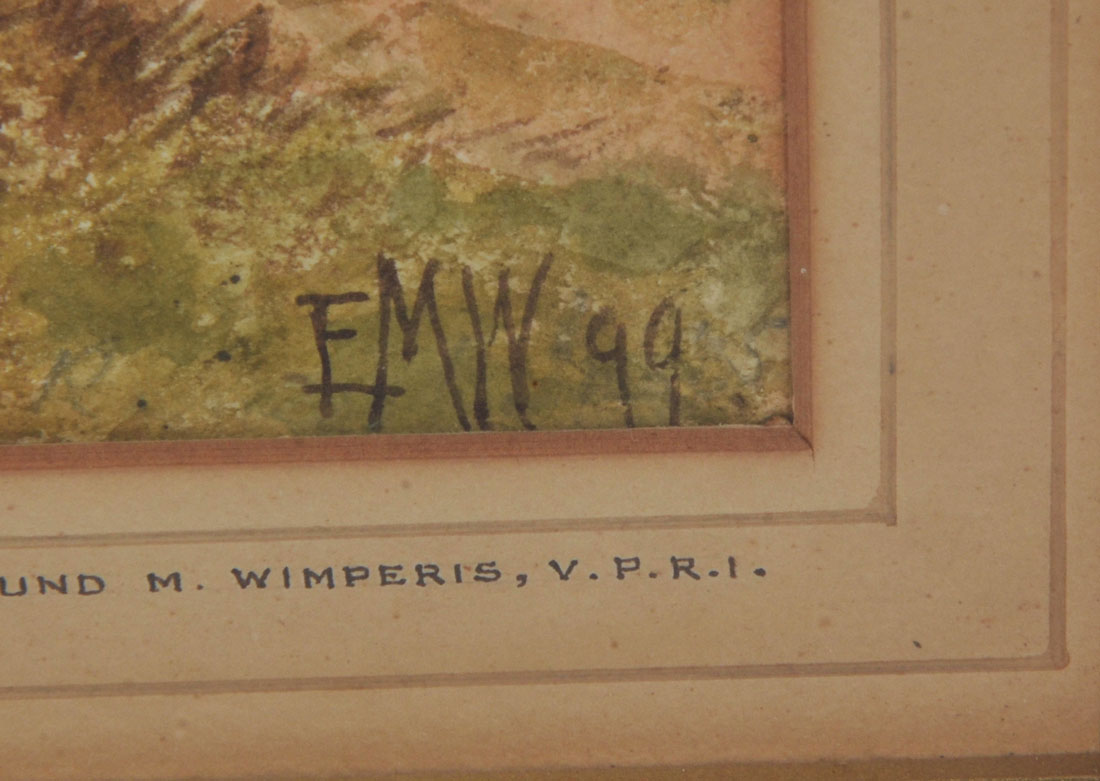 EMW 99
UND M. WIMPERIS, V.P.R.I.